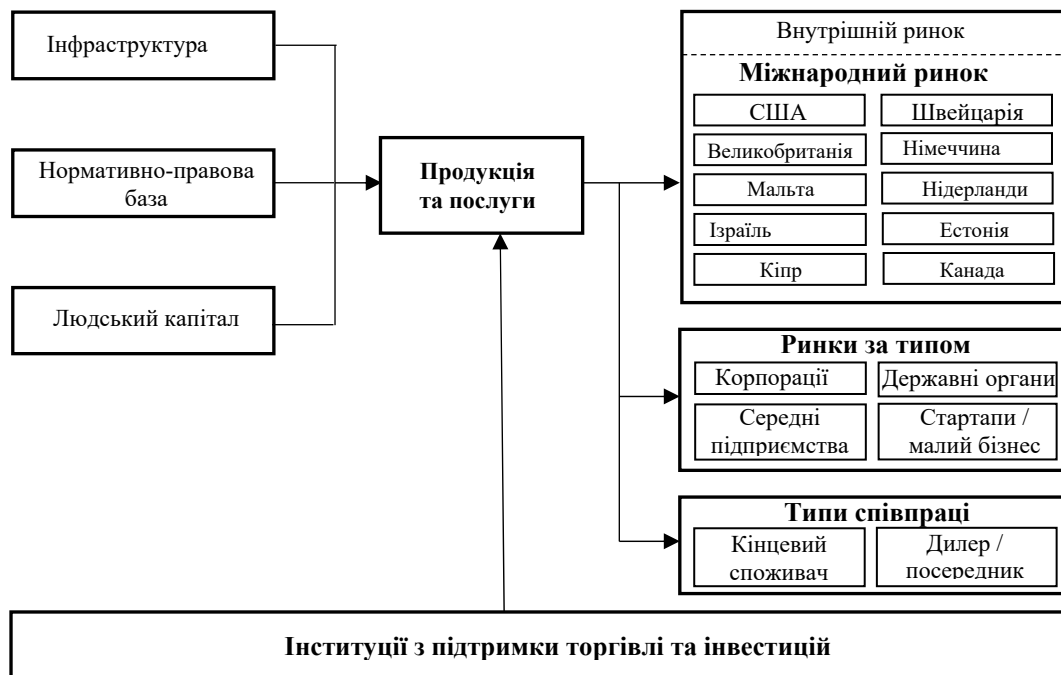 Інфраструктура
Нормативно-правова
база
Людський капітал
Продукція
та послуги
Внутрішній ринок
Міжнародний ринок
США
Швейцарія
Великобританія
Німеччина
Мальта
Нідерланди
Ізраїль
Естонія
Кіпр
Канада
Ринки за типом
Корпорації
Державні органи
Середні
підприємства
Стартапи /
малий бізнес
Типи співпраці
Кінцевий
споживач
Дилер /
посередник
Інституції з підтримки торгівлі та інвестицій